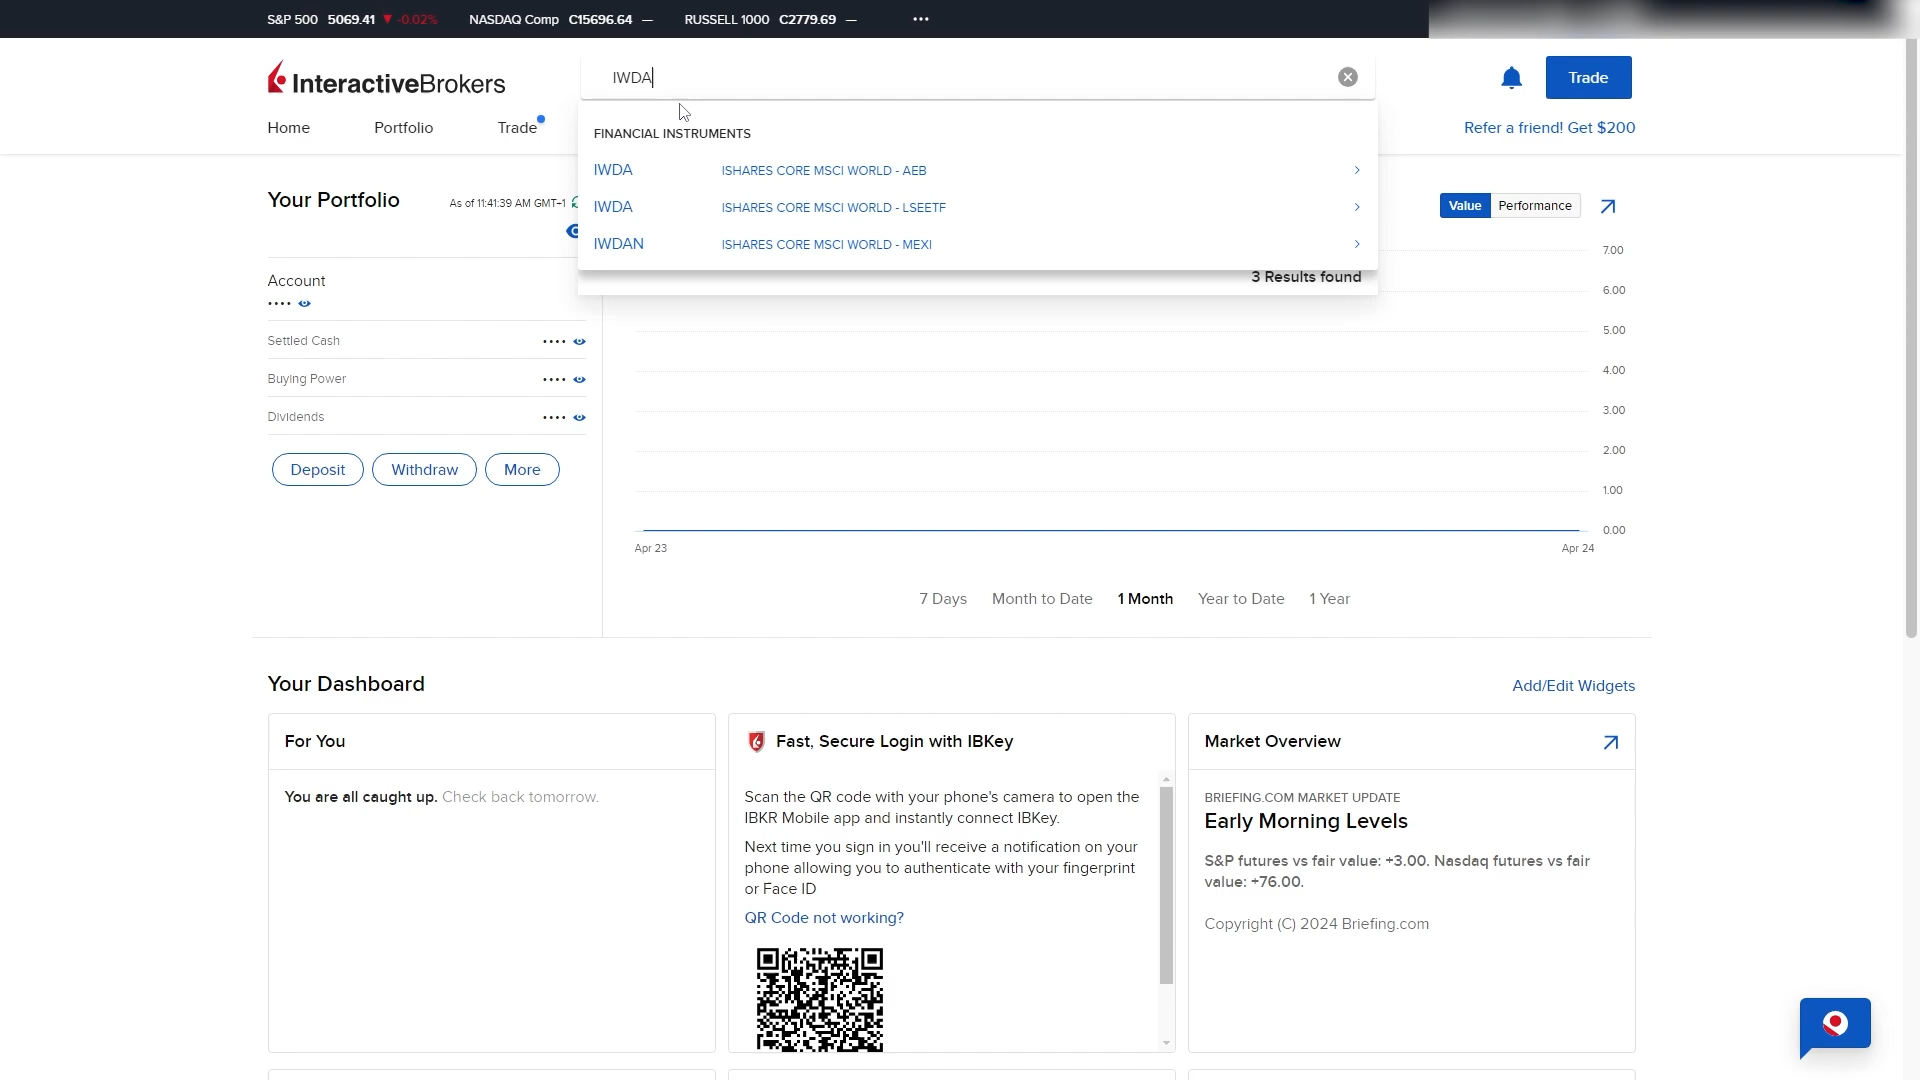 S&P 500 5069.41 ▼ -0.02% NASDAQ Comp C15696.64 — RUSSELL 1000 C2779.69 — •••
InteractiveBrokers
IWDA
Trade
Home Portfolio Trade
Refer a friend! Get $200
FINANCIAL INSTRUMENTS
IWDA ISHARES CORE MSCI WORLD - AEB
IWDA ISHARES CORE MSCI WORLD - LSEETF
IWDAN ISHARES CORE MSCI WORLD - MEXI
3 Results found
Your Portfolio As of 11:41:39 AM GMT+1
Value Performance
Account
••••
Settled Cash ••••
Buying Power ••••
Dividends ••••
Deposit Withdraw More
7.00
6.00
5.00
4.00
3.00
2.00
1.00
0.00
Apr 23 Apr 24
7 Days Month to Date 1 Month Year to Date 1 Year
Your Dashboard
Add/Edit Widgets
For You
You are all caught up. Check back tomorrow.
Fast, Secure Login with IBKey
Scan the QR code with your phone's camera to open the
IBKR Mobile app and instantly connect IBKey.
Next time you sign in you'll receive a notification on your
phone allowing you to authenticate with your fingerprint
or Face ID
QR Code not working?
Market Overview
BRIEFING.COM MARKET UPDATE
Early Morning Levels
S&P futures vs fair value: +3.00. Nasdaq futures vs fair
value: +76.00.
Copyright (C) 2024 Briefing.com